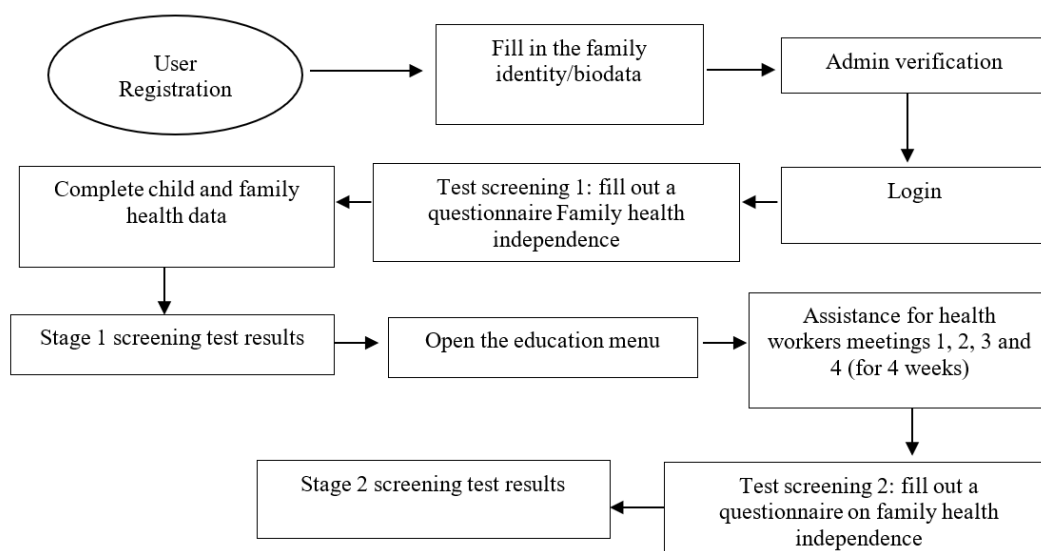 User
Registration
Fill in the family
identity/biodata
Admin verification
Login
Test screening 1: fill out a
questionnaire Family health
independence
Complete child and family
health data
Stage 1 screening test results
Open the education menu
Assistance for health
workers meetings 1, 2, 3 and
4 (for 4 weeks)
Test screening 2: fill out a
questionnaire on family health
independence
Stage 2 screening test results